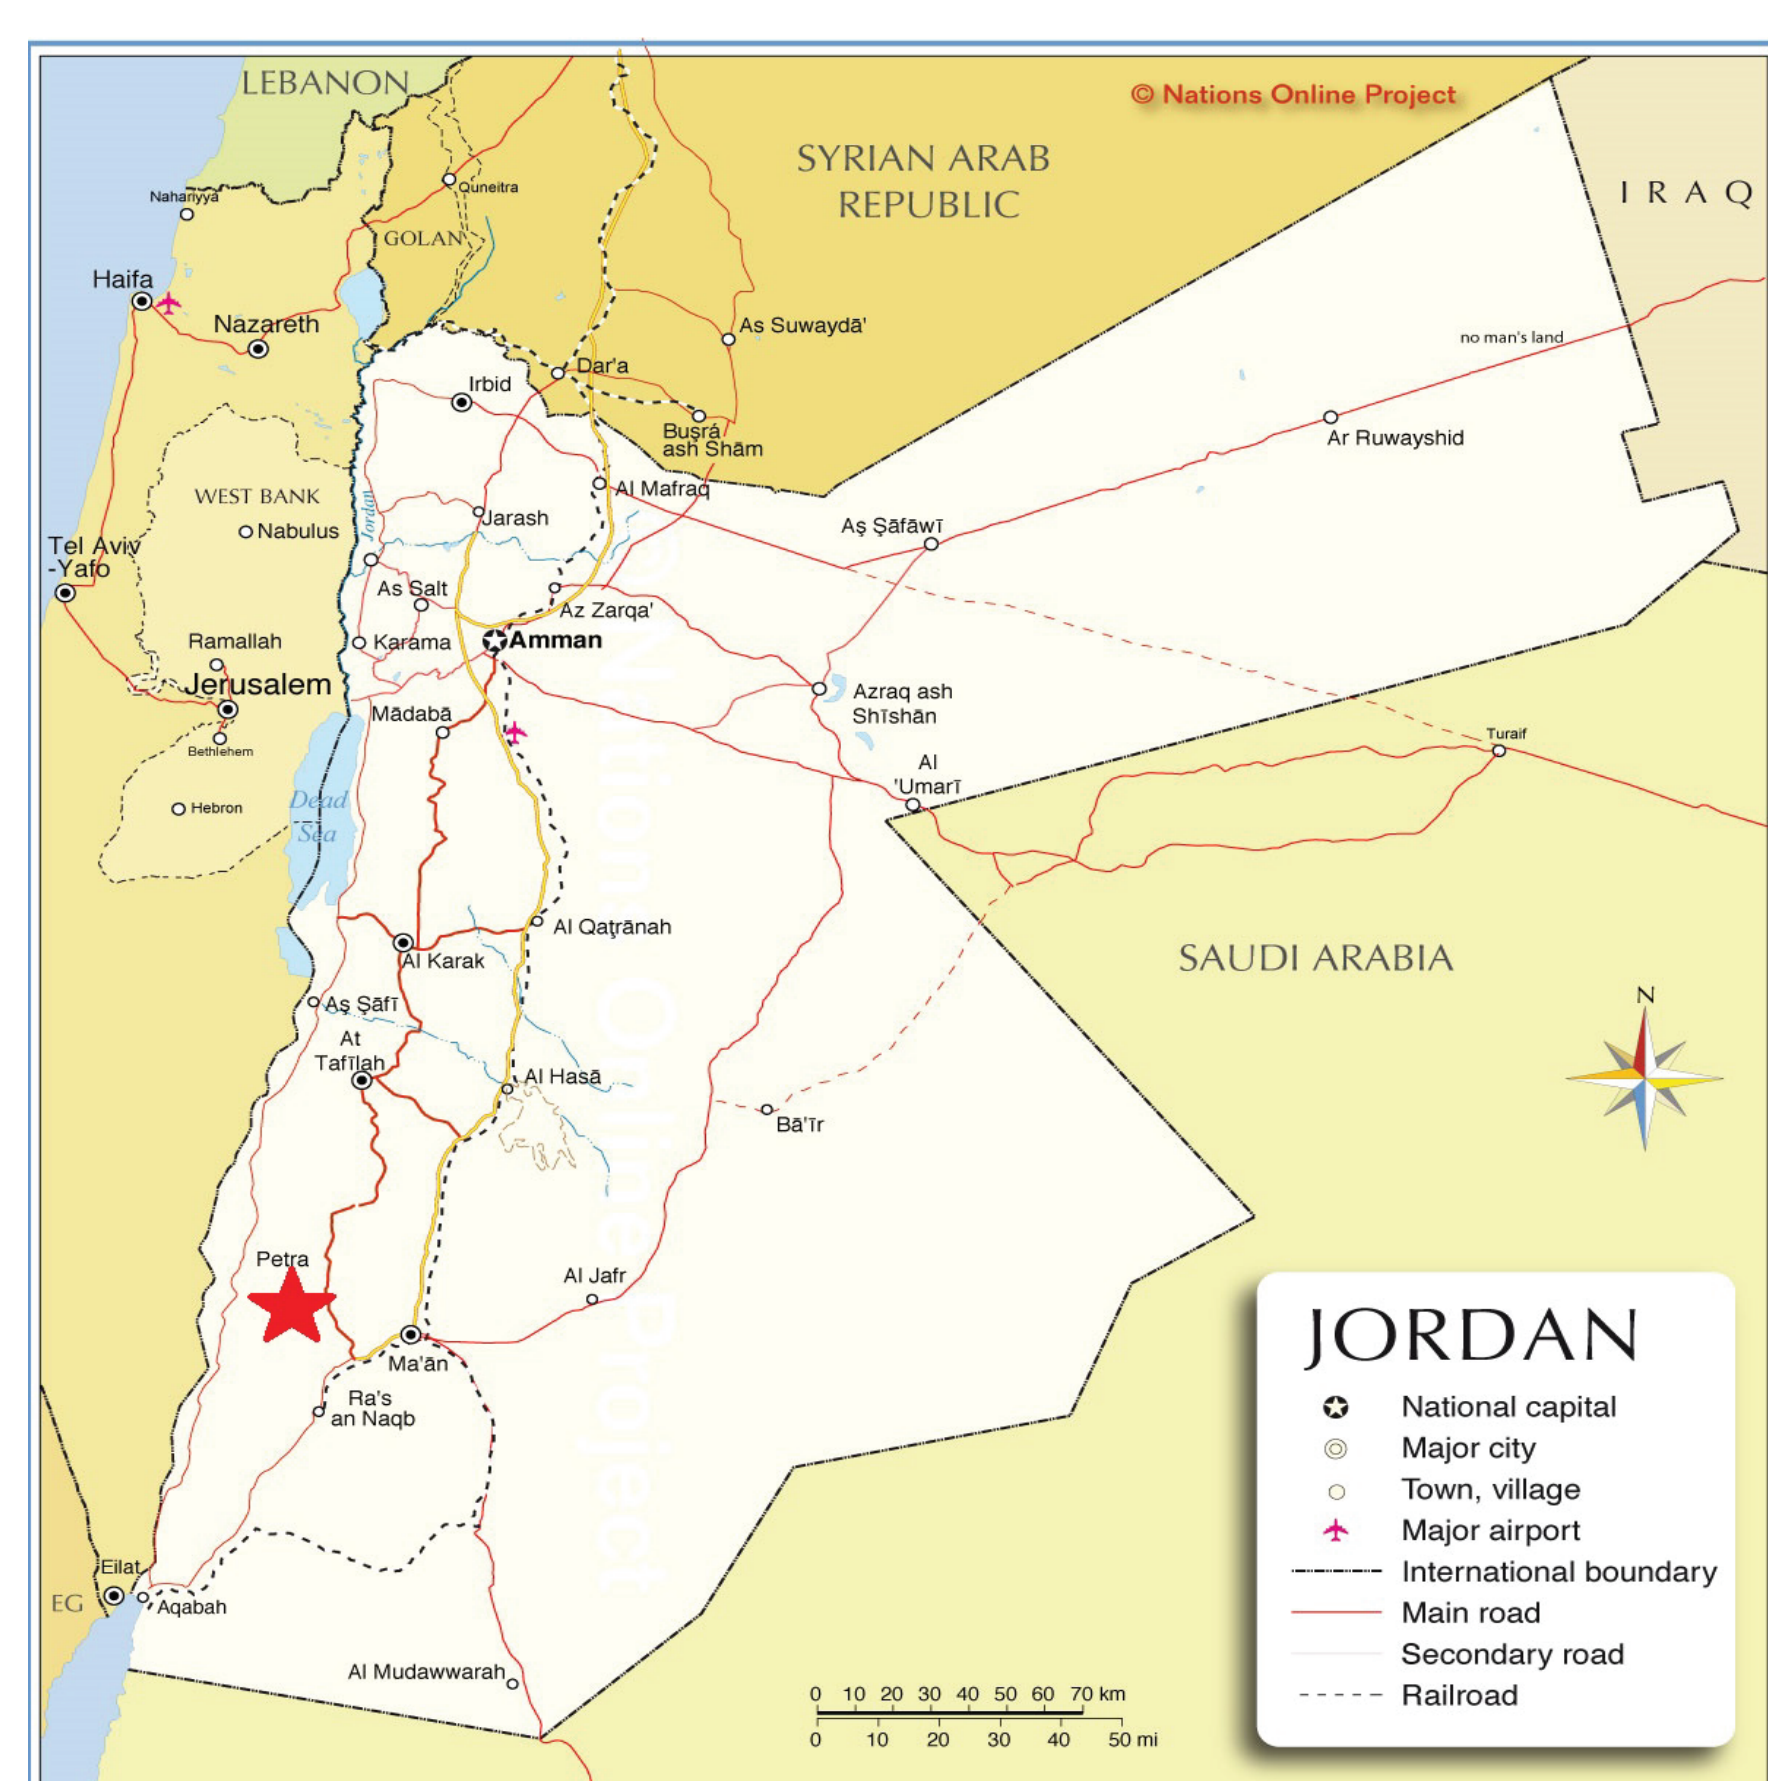 LEBANON
© Nations Online Project
SYRIAN ARAB
REPUBLIC
I R A Q
Quneitra
Nahariyya
GOLAN
Haifa
Nazareth
As Suwaydā'
no man's land
Dar'a
Irbid
Buşrá
ash Shām
Ar Ruwayshid
WEST BANK
Al Mafraq
Jordan
Jarash
Nabulus
Aş Şāfāwī
Tel Aviv
-Yafo
As Salt
Az Zarqa'
Ramallah
Karama
Amman
Jerusalem
Azraq ash
Shīshān
Mādabā
Bethlehem
Turaif
Al
'Umarī
Dead
Sea
Hebron
Al Qaţrānah
Al Karak
SAUDI ARABIA
Aş Şāfī
N
At
Tafīlah
Al Hasā
Bā'īr
Petra
Al Jafr
Ma'ān
Ra's
an Naqb
Eilat
EG
Aqabah
Al Mudawwarah
© Nations Online Project
0 10 20 30 40 50 60 70 km
0 10 20 30 40 50 mi
JORDAN
National capital
Major city
Town, village
Major airport
International boundary
Main road
Secondary road
Railroad